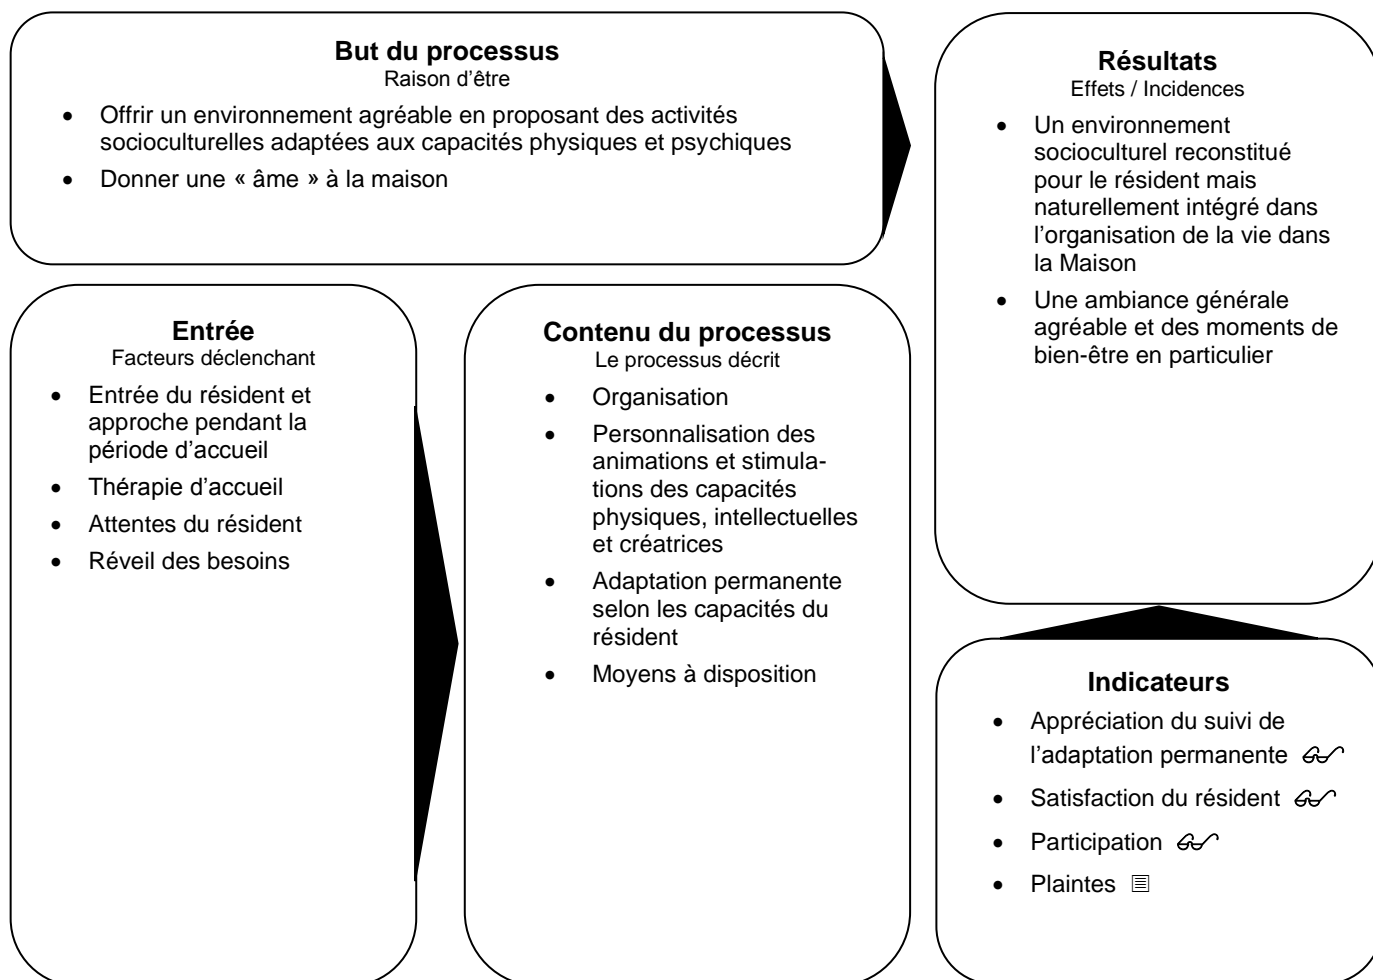 But du processus
Raison d’être
• Offrir un environnement agréable en proposant des activités
socioculturelles adaptées aux capacités physiques et psychiques
• Donner une « âme » à la maison
Entrée
Facteurs déclenchant
• Entrée du résident et
approche pendant la
période d’accueil
• Thérapie d’accueil
• Attentes du résident
• Réveil des besoins
Contenu du processus
Le processus décrit
• Organisation
• Personnalisation des
animations et stimula-
tions des capacités
physiques, intellectuelles
et créatrices
• Adaptation permanente
selon les capacités du
résident
• Moyens à disposition
Résultats
Effets / Incidences
• Un environnement
socioculturel reconstitué
pour le résident mais
naturellement intégré dans
l’organisation de la vie dans
la Maison
• Une ambiance générale
agréable et des moments de
bien-être en particulier
Indicateurs
• Appréciation du suivi de
l’adaptation permanente
• Satisfaction du résident
• Participation
• Plaintes